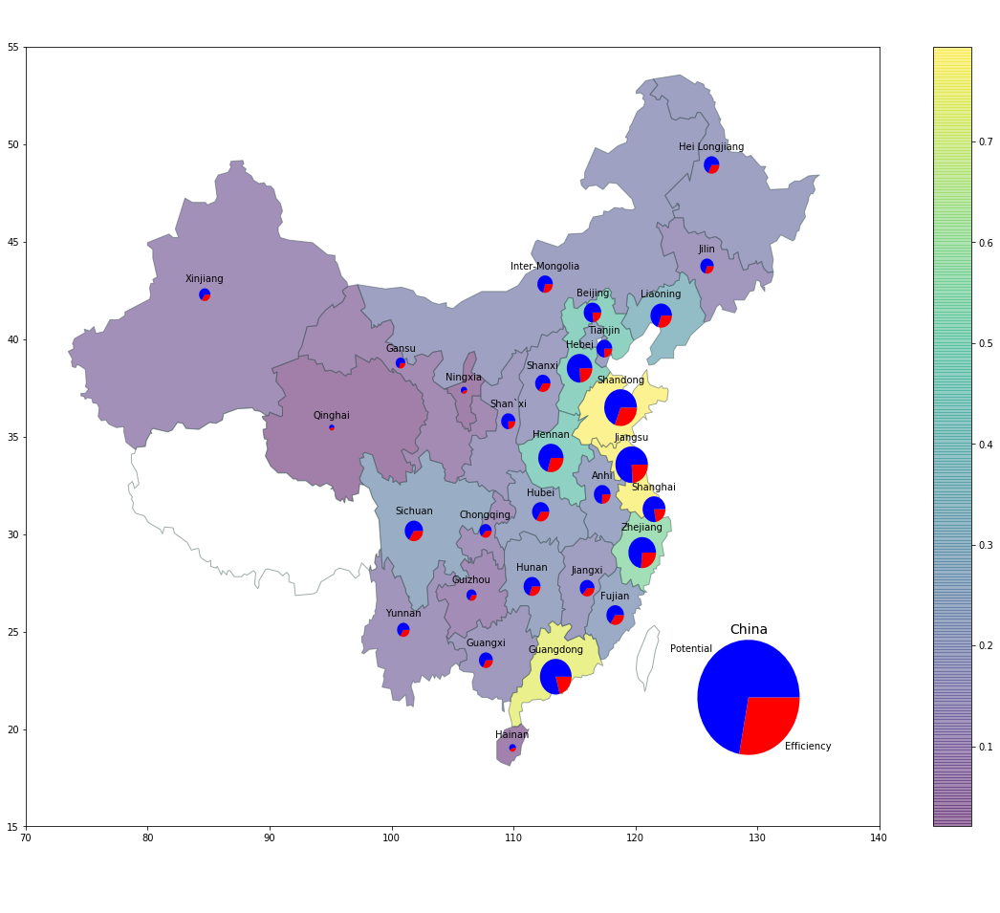 55
50
45
40
35
30
25
20
15
70
80
90
100
110
120
130
140
Hei Longjiang
Jilin
Inter-Mongolia
Xinjiang
Beijing
Liaoning
Tianjin
Hebei
Gansu
Shanxi
Ningxia
Shandong
Shan`xi
Qinghai
Hennan
Jiangsu
Anhi
Shanghai
Hubei
Sichuan
Chongqing
Zhejiang
Hunan
Jiangxi
Guizhou
Fujian
Yunnan
Guangxi
Guangdong
Hainan
China
Potential
Efficiency
0.7
0.6
0.5
0.4
0.3
0.2
0.1